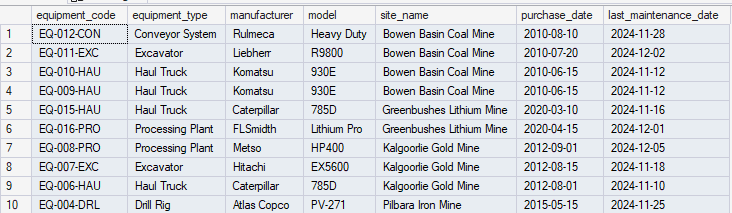 equipment_code equipment_type manufacturer model site_name purchase_date last_maintenance_date
1 EQ-012-CON Conveyor System Rulmeca Heavy Duty Bowen Basin Coal Mine 2010-08-10 2024-11-28
2 EQ-011-EXC Excavator Liebherr R9800 Bowen Basin Coal Mine 2010-07-20 2024-12-02
3 EQ-010-HAU Haul Truck Komatsu 930E Bowen Basin Coal Mine 2010-06-15 2024-11-12
4 EQ-009-HAU Haul Truck Komatsu 930E Bowen Basin Coal Mine 2010-06-15 2024-11-12
5 EQ-015-HAU Haul Truck Caterpillar 785D Greenbushes Lithium Mine 2020-03-10 2024-11-16
6 EQ-016-PRO Processing Plant FLSmidth Lithium Pro Greenbushes Lithium Mine 2020-04-15 2024-12-01
7 EQ-008-PRO Processing Plant Metso HP400 Kalgoorlie Gold Mine 2012-09-01 2024-12-05
8 EQ-007-EXC Excavator Hitachi EX5600 Kalgoorlie Gold Mine 2012-08-15 2024-11-18
9 EQ-006-HAU Haul Truck Caterpillar 785D Kalgoorlie Gold Mine 2012-08-01 2024-11-10
10 EQ-004-DRL Drill Rig Atlas Copco PV-271 Pilbara Iron Mine 2015-05-15 2024-11-25